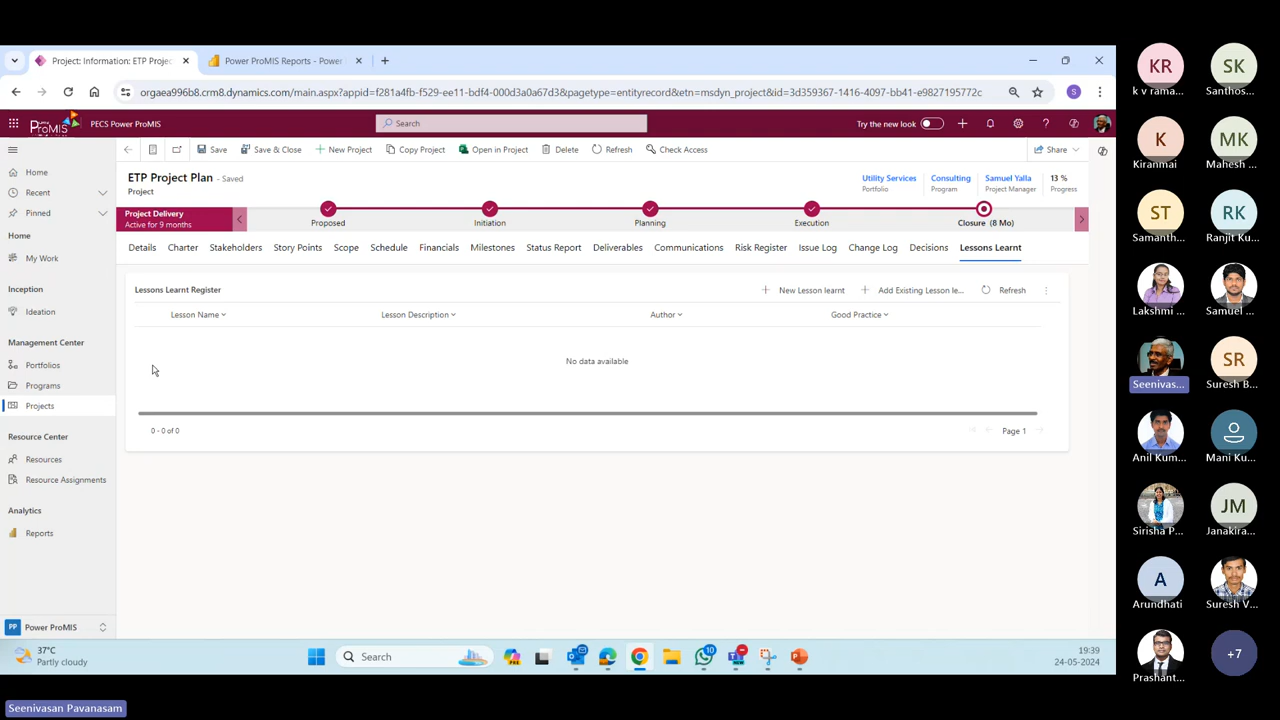 Project: Information: ETP Projec
Power ProMIS Reports - Power
orgaea996b8.crm8.dynamics.com/main.aspx?appid=f281a4fb-f529-ee11-bdf4-000d3a0a67d3&pagetype=entityrecord&etn=msdyn_project&id=3d359367-1416-4097-bb41-e9827195772c
S
ProMIS
PECS Power ProMIS
Search
Try the new look
Save
Save & Close
New Project
Copy Project
Open in Project
Delete
Refresh
Check Access
Share
ETP Project Plan - Saved
Project
Utility Services
Portfolio
Consulting
Program
Samuel Yalla
Project Manager
13 %
Progress
Project Delivery
Active for 9 months
Proposed
Initiation
Planning
Execution
Closure (8 Mo)
Details
Charter
Stakeholders
Story Points
Scope
Schedule
Financials
Milestones
Status Report
Deliverables
Communications
Risk Register
Issue Log
Change Log
Decisions
Lessons Learnt
Home
Recent
Pinned
Home
My Work
Inception
Ideation
Management Center
Portfolios
Programs
Projects
Resource Center
Resources
Resource Assignments
Analytics
Reports
PP
Power ProMIS
Lessons Learnt Register
New Lesson learnt
Add Existing Lesson le...
Refresh
Lesson Name
Lesson Description
Author
Good Practice
No data available
0 - 0 of 0
Page 1
37°C
Partly cloudy
Search
10
19:39
24-05-2024
KR
k v rama...
SK
Santhos...
K
Kiranmai
MK
Mahesh ...
ST
Samanth...
RK
Ranjit Ku...
Lakshmi ...
Samuel ...
Seenivas...
SR
Suresh B...
Anil Kum...
Mani Ku...
Sirisha P...
JM
Janakira...
A
Arundhati
Suresh V...
Prashant...
+7
Seenivasan Pavanasam